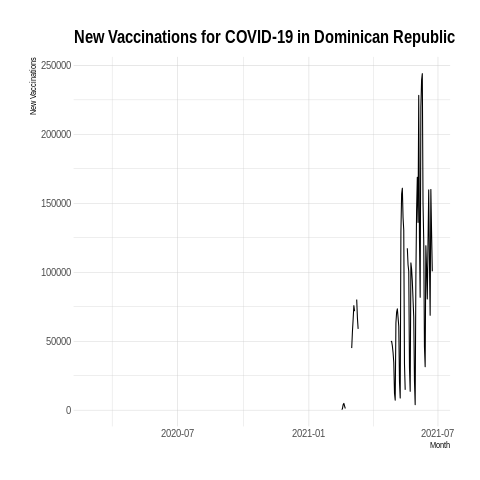 New Vaccinations for COVID-19 in Dominican Republic
New Vaccinations
250000
200000
150000
100000
50000
0
2020-07 2021-01 2021-07
Month